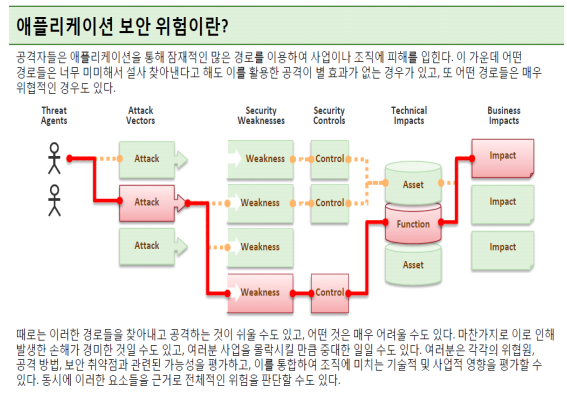 애플리케이션 보안 위험이란?
공격자들은 애플리케이션을 통해 잠재적인 많은 경로를 이용하여 사업이나 조직에 피해를 입힌다. 이 가운데 어떤
경로들은 너무 미미해서 설사 찾아낸다고 해도 이를 활용한 공격이 별 효과가 없는 경우가 있고, 또 어떤 경로들은 매우
위협적인 경우도 있다.
Threat Agents
Attack Vectors
Security Weaknesses
Security Controls
Technical Impacts
Business Impacts
Attack
Weakness
Control
Asset
Impact
Attack
Weakness
Control
Function
Impact
Attack
Weakness
Asset
Impact
Weakness
Control
때로는 이러한 경로들을 찾아내고 공격하는 것이 쉬울 수도 있고, 어떤 것은 매우 어려울 수도 있다. 마찬가지로 이로 인해
발생한 손해가 경미한 것일 수도 있고, 여러분 사업을 몰락시킬 만큼 중대한 일일 수도 있다. 여러분은 각각의 위협원,
공격 방법, 보안 취약점과 관련된 가능성을 평가하고, 이를 통합하여 조직에 미치는 기술적 및 사업적 영향을 평가할 수
있다. 동시에 이러한 요소들을 근거로 전체적인 위험을 판단할 수도 있다.